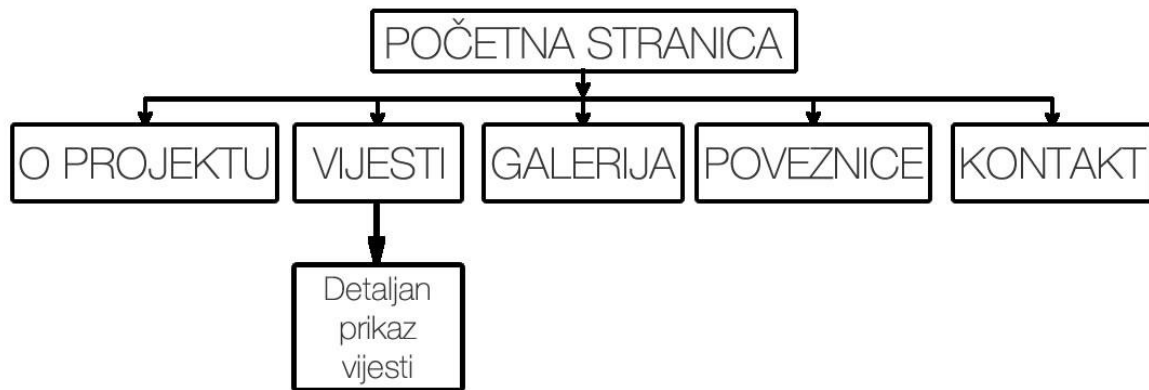 POČETNA STRANICA
O PROJEKTU
VIJESTI
GALERIJA
POVEZNICE
KONTAKT
Detaljan
prikaz
vijesti